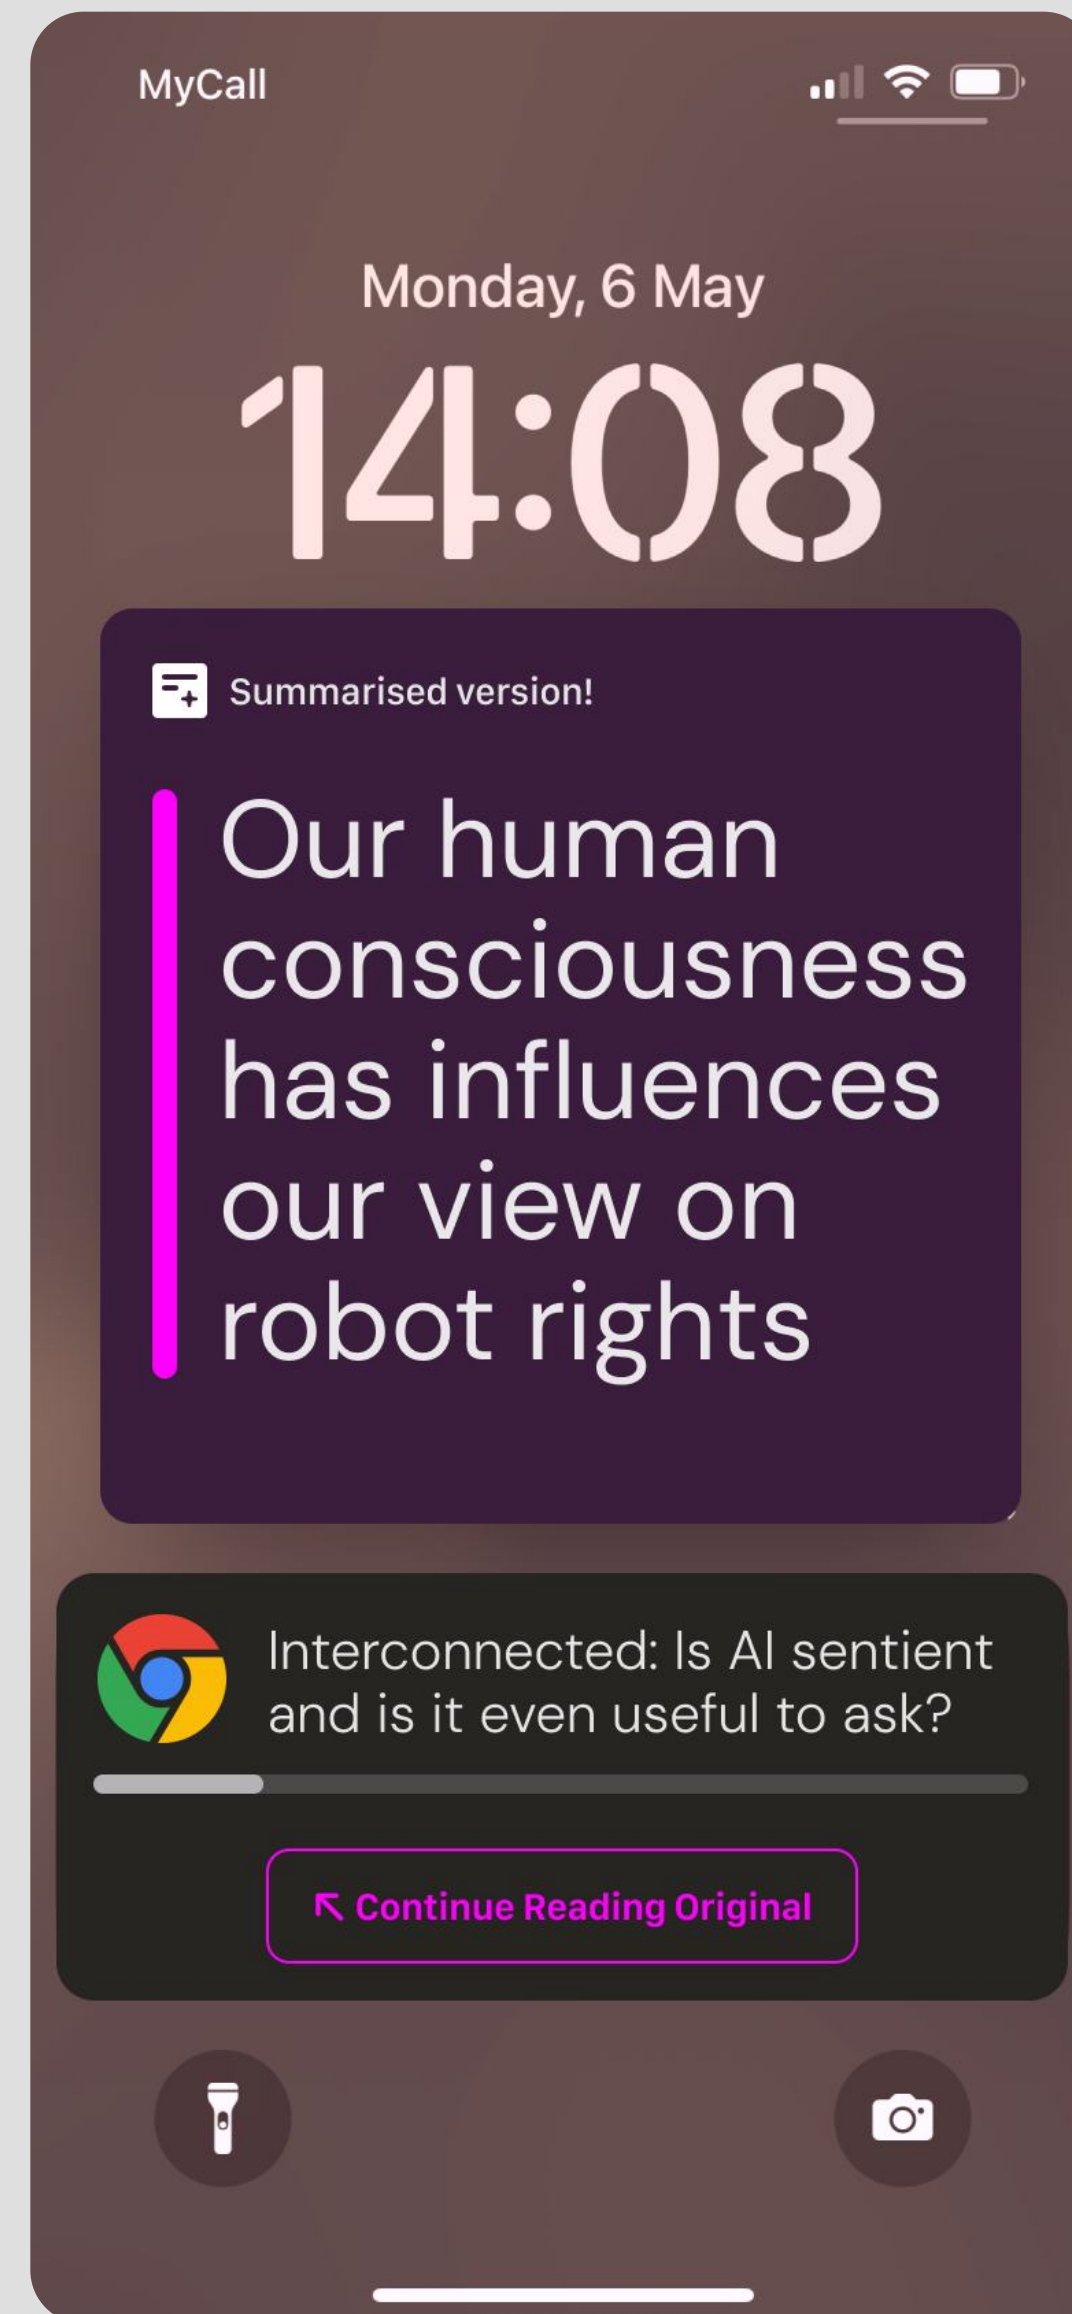 MyCall
Monday, 6 May
14:08
Summarised version!
Our human
consciousness
has influences
our view on
robot rights
Interconnected: Is AI sentient
and is it even useful to ask?
Continue Reading Original